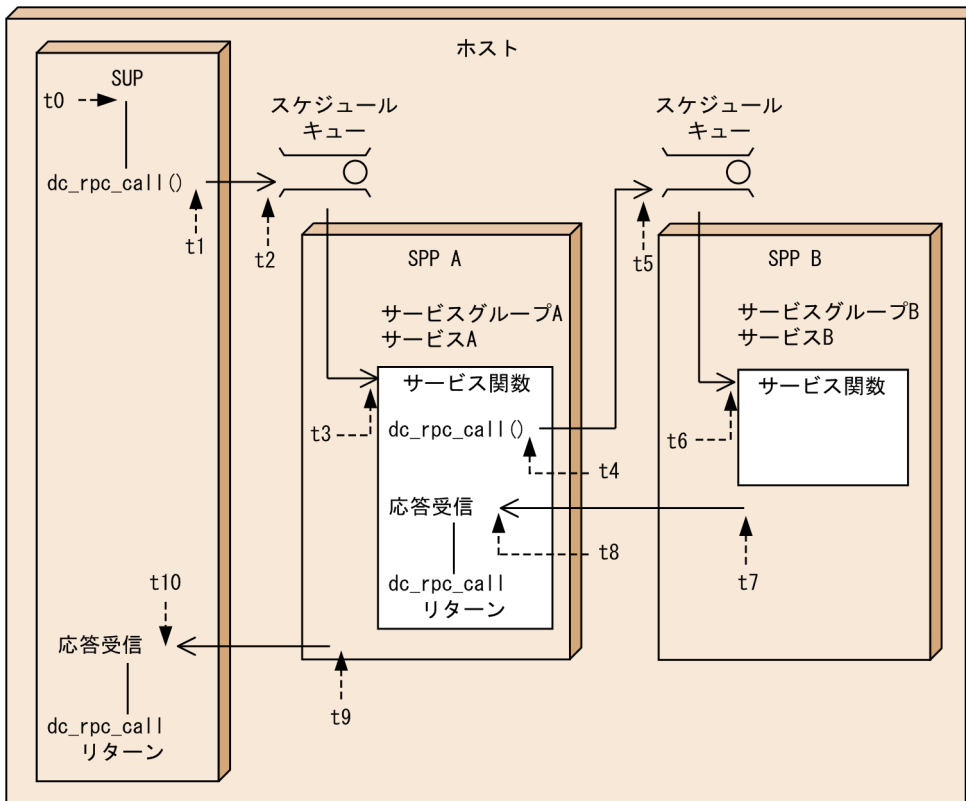 ホスト
SUP
t0
dc_rpc_call()
t1
t2
スケジュール
キュー
スケジュール
キュー
t5
SPP A
サービスグループA
サービスA
サービス関数
t3
dc_rpc_call()
t4
応答受信
t8
dc_rpc_call
リターン
SPP B
サービスグループB
サービスB
サービス関数
t6
t7
t9
t10
応答受信
dc_rpc_call
リターン